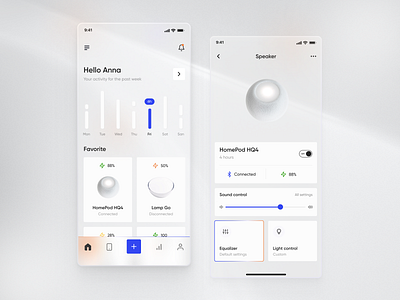 9:41
Hello Anna
Your activity for the past week
Mon Tue Wed Thu Fri Sat Sun
Favorite
88%
HomePod HQ4
Connected
50%
Lamp Go
Disconnected
28%
100%
9:41
Speaker
HomePod HQ4
4 hours
Connected
88%
Sound control
All settings
Equalizer
Default settings
Light control
Custom